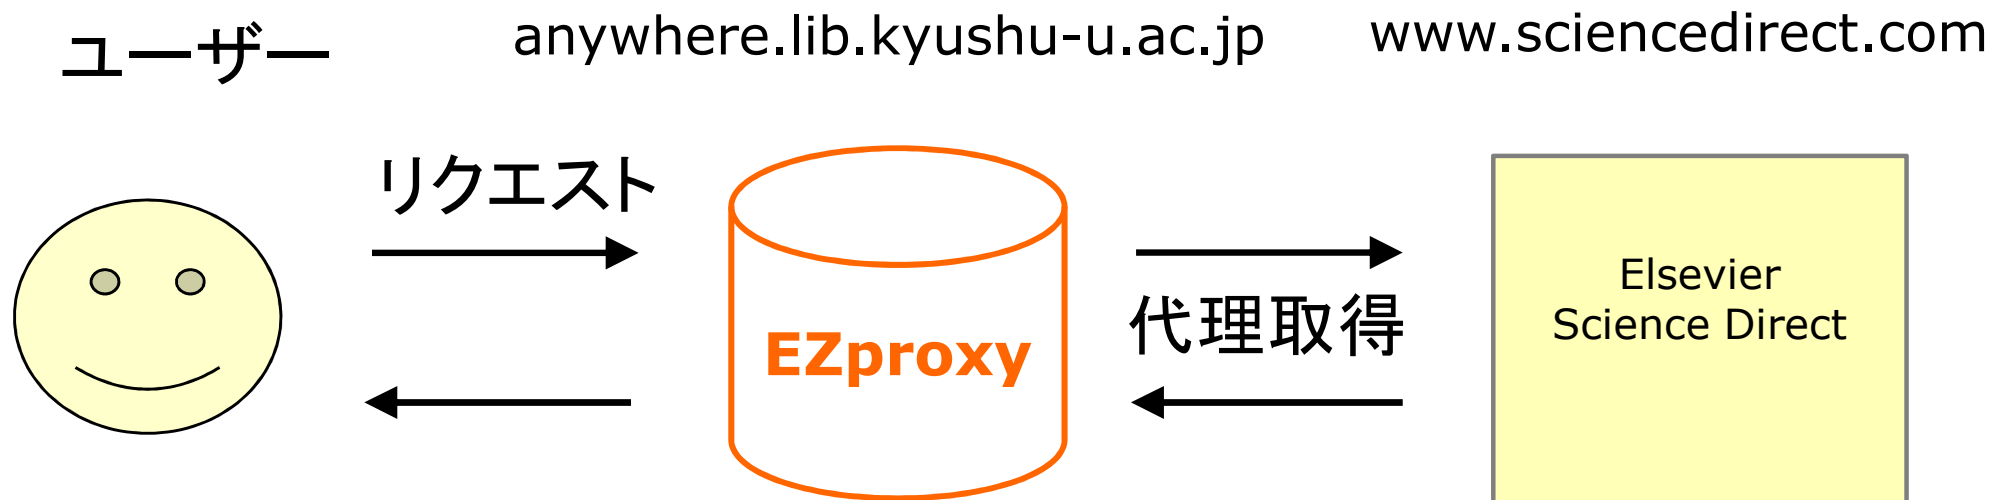 ユーザー
anywhere.lib.kyushu-u.ac.jp
www.sciencedirect.com
リクエスト
EZproxy
代理取得
Elsevier
Science Direct